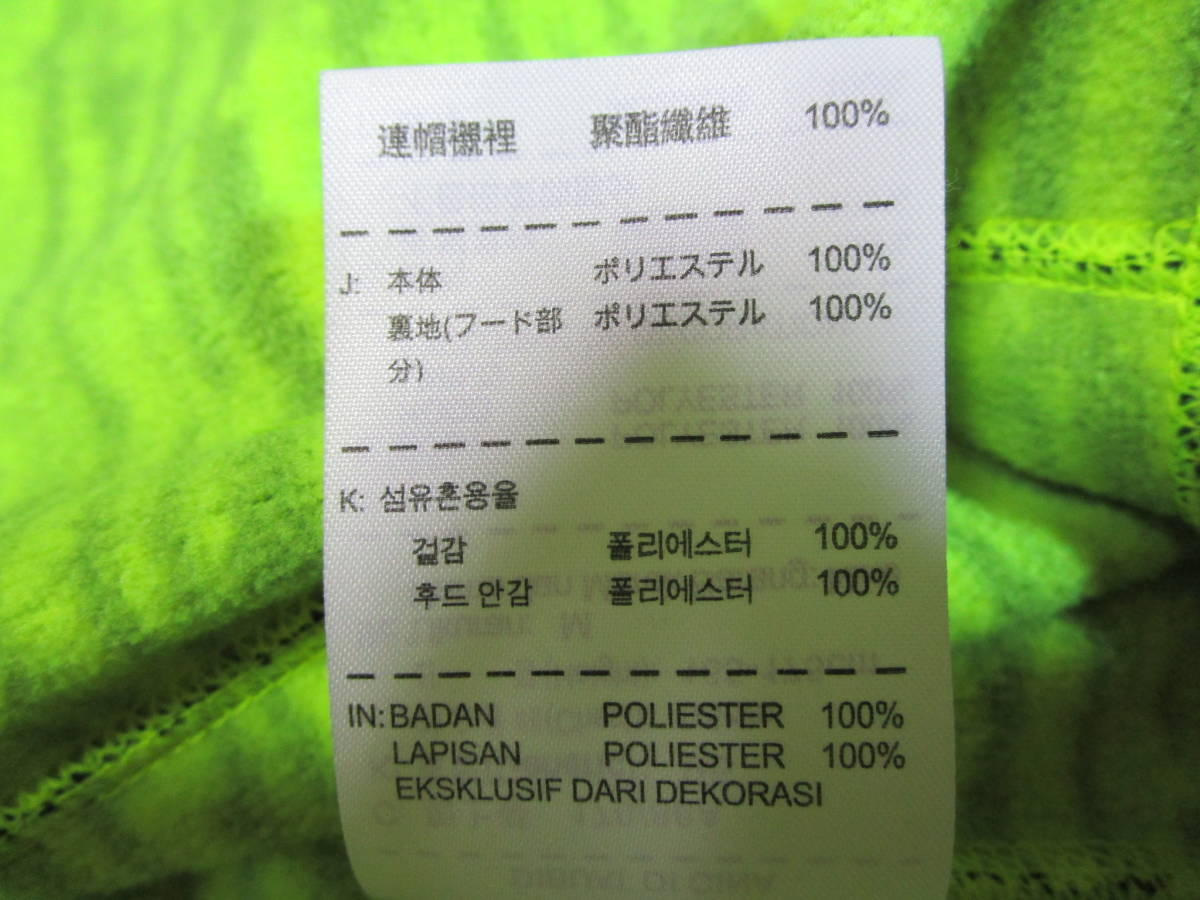 連帽襯裡 聚酯纖維 100%
J: 本体 ポリエステル 100%
裏地(フード部 ポリエステル 100%
分)
K: 섬유혼용율
겉감 폴리에스터 100%
후드 안감 폴리에스터 100%
IN: BADAN POLIESTER 100%
LAPISAN POLIESTER 100%
EKSKLUSIF DARI DEKORASI